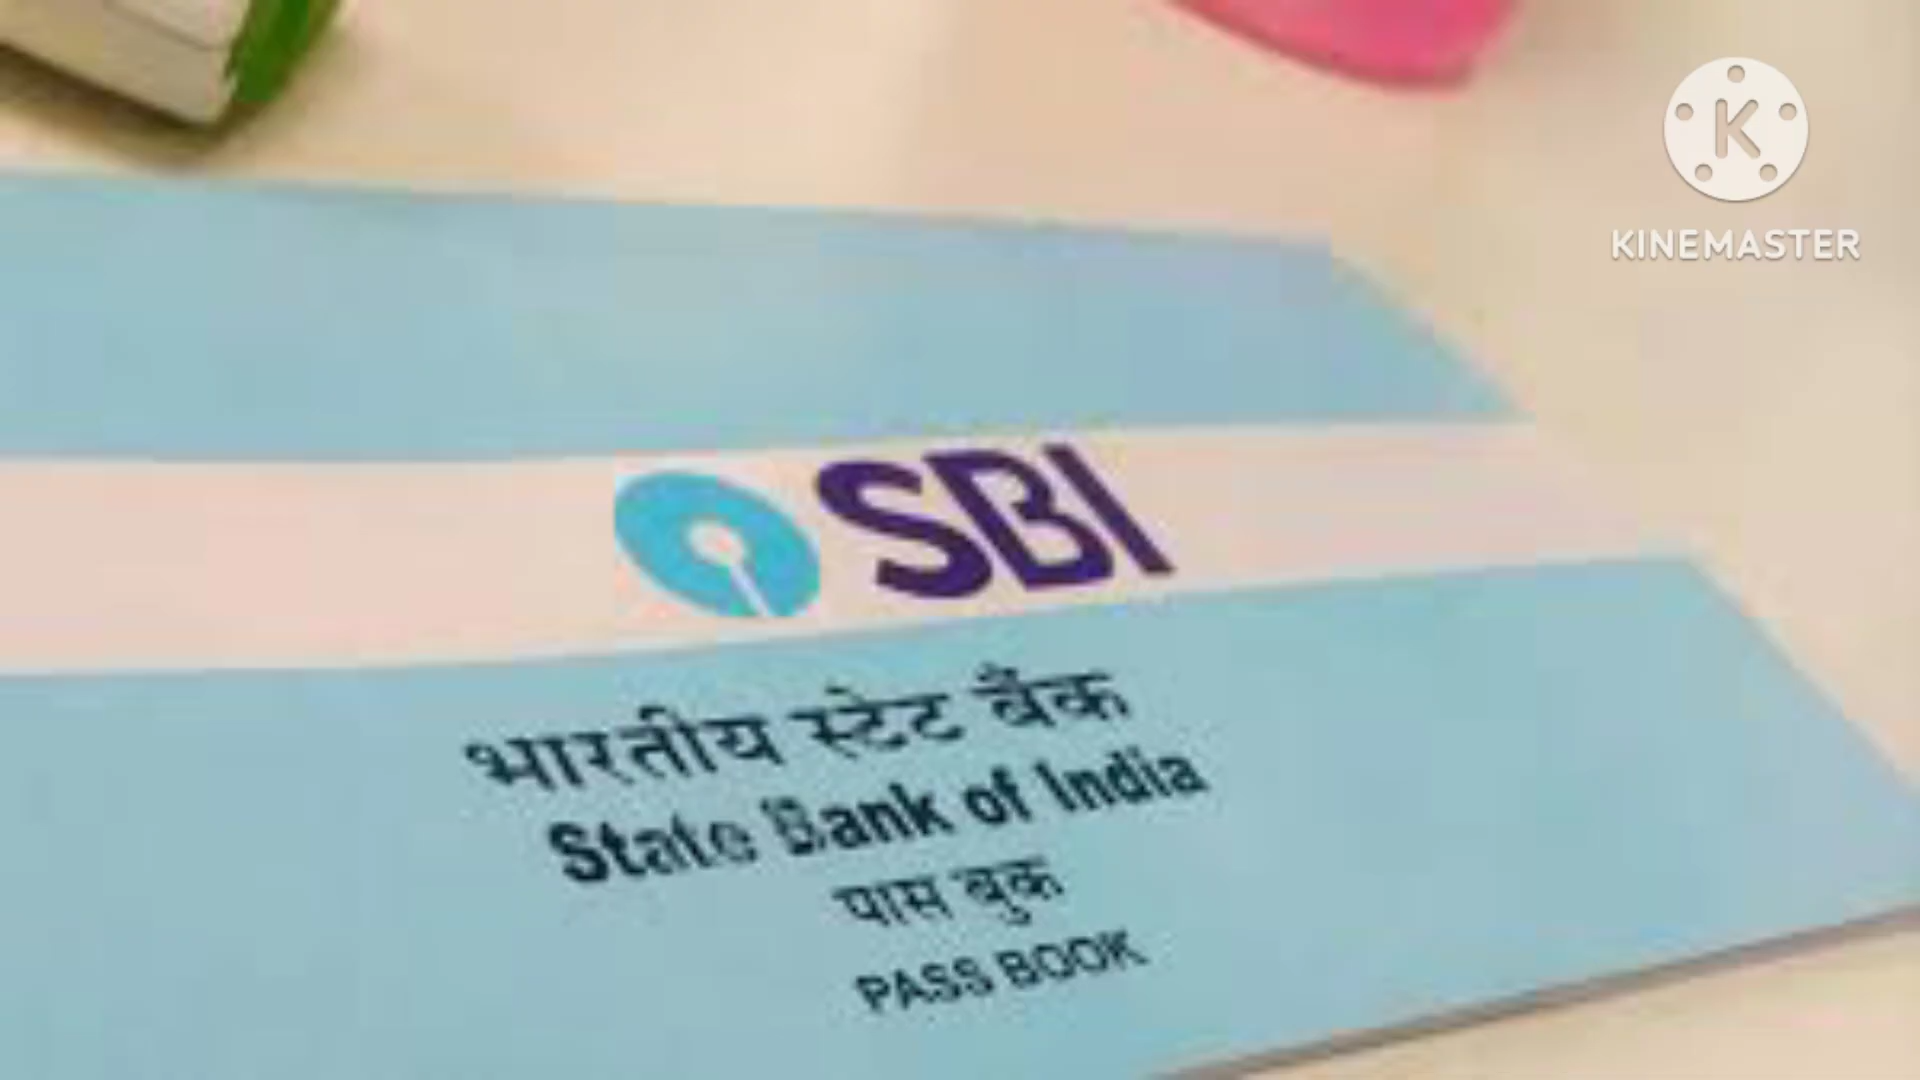 KINEMASTER
SBI
भारतीय स्टेट बैंक
State Bank of India
पास बुक
PASS BOOK